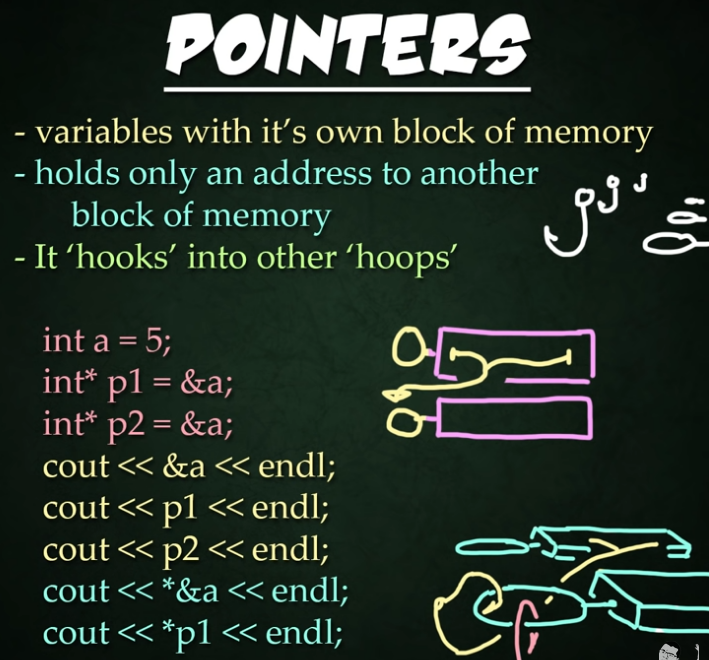 POINTERS
- variables with it's own block of memory
- holds only an address to another
block of memory
- It 'hooks' into other 'hoops'
int a = 5;
int* p1 = &a;
int* p2 = &a;
cout << &a << endl;
cout << p1 << endl;
cout << p2 << endl;
cout << *&a << endl;
cout << *p1 << endl;